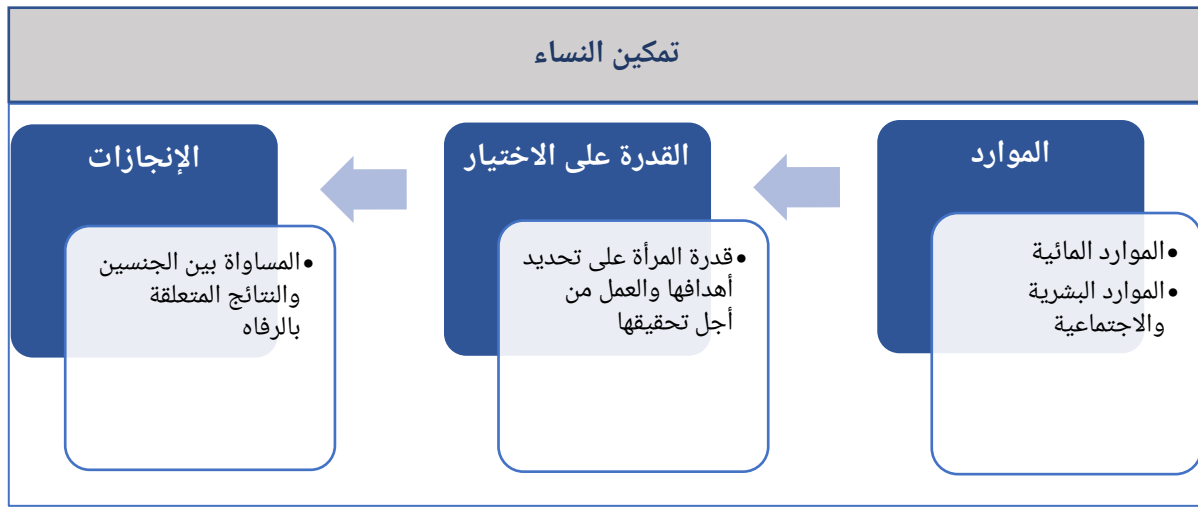 تمكين النساء
الموارد
•الموارد المائية
•الموارد البشرية
والاجتماعية
القدرة على الاختيار
•قدرة المرأة على تحديد
أهدافها والعمل من
أجل تحقيقها
الإنجازات
•المساواة بين الجنسين
والنتائج المتعلقة
بالرفاه